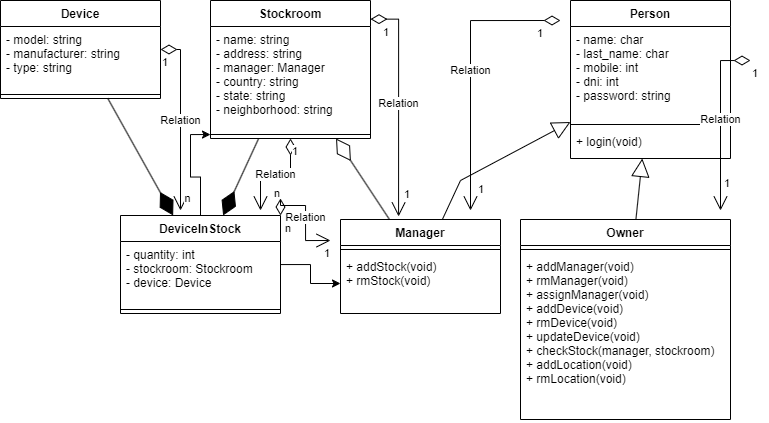 Device
- model: string
- manufacturer: string
- type: string
Stockroom
- name: string
- address: string
- manager: Manager
- country: string
- state: string
- neighborhood: string
Person
- name: char
- last_name: char
- mobile: int
- dni: int
- password: string
+ login(void)
1
Relation
n
1
Relation
1
1
Relation
1
1
Relation
1
1
Relation
n
n
Relation
1
DeviceInStock
- quantity: int
- stockroom: Stockroom
- device: Device
Manager
+ addStock(void)
+ rmStock(void)
Owner
+ addManager(void)
+ rmManager(void)
+ assignManager(void)
+ addDevice(void)
+ rmDevice(void)
+ updateDevice(void)
+ checkStock(manager, stockroom)
+ addLocation(void)
+ rmLocation(void)